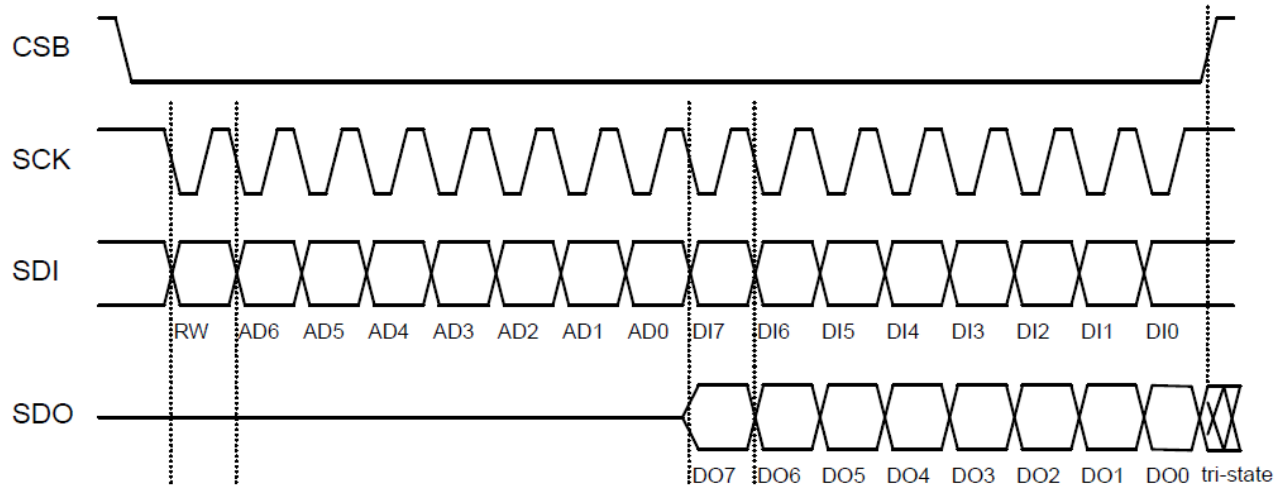 CSB
SCK
SDI
RW AD6 AD5 AD4 AD3 AD2 AD1 AD0 DI7 DI6 DI5 DI4 DI3 DI2 DI1 DI0
SDO
DO7 DO6 DO5 DO4 DO3 DO2 DO1 DO0 tri-state